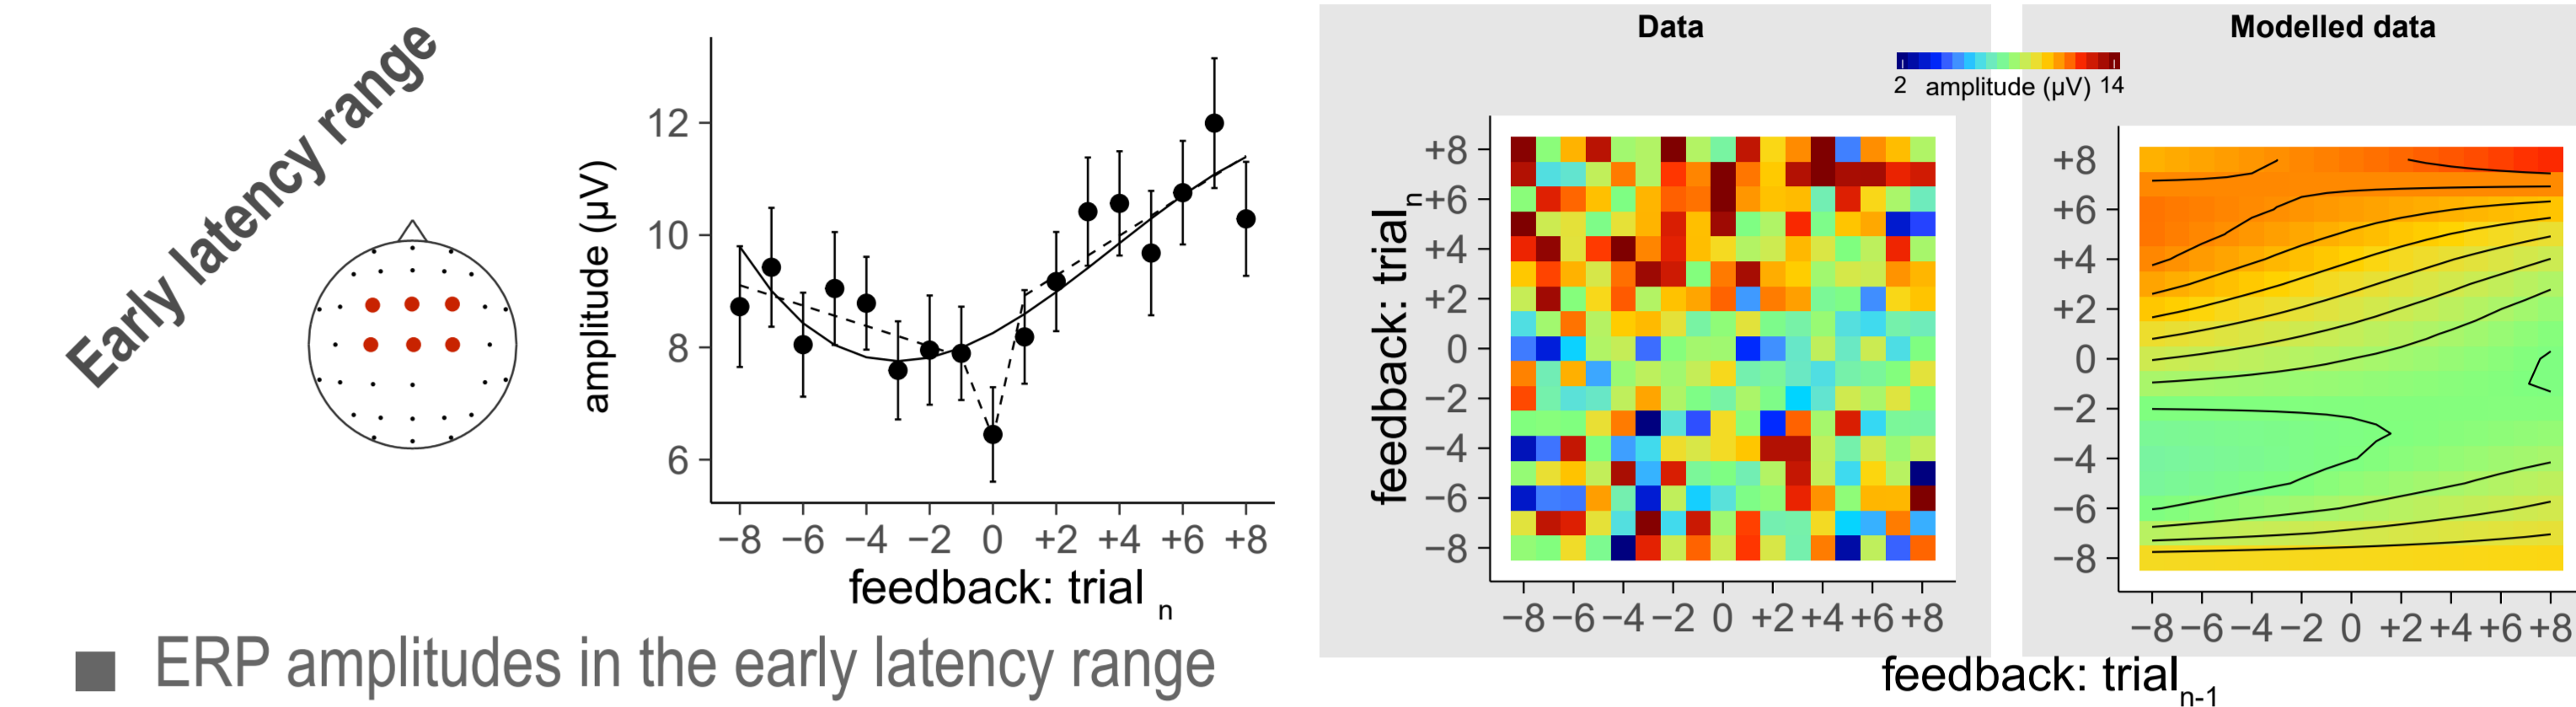 Early latency range
amplitude (µV)
12
10
8
6
−8 −6 −4 −2 0 +2 +4 +6 +8
feedback: trial n
■ ERP amplitudes in the early latency range
Data
2 amplitude (µV) 14
feedback: trial n
+8
+6
+4
+2
0
−2
−4
−6
−8
−8 −6 −4 −2 0 +2 +4 +6 +8
Modelled data
+8
+6
+4
+2
0
−2
−4
−6
−8
−8 −6 −4 −2 0 +2 +4 +6 +8
feedback: trial n-1